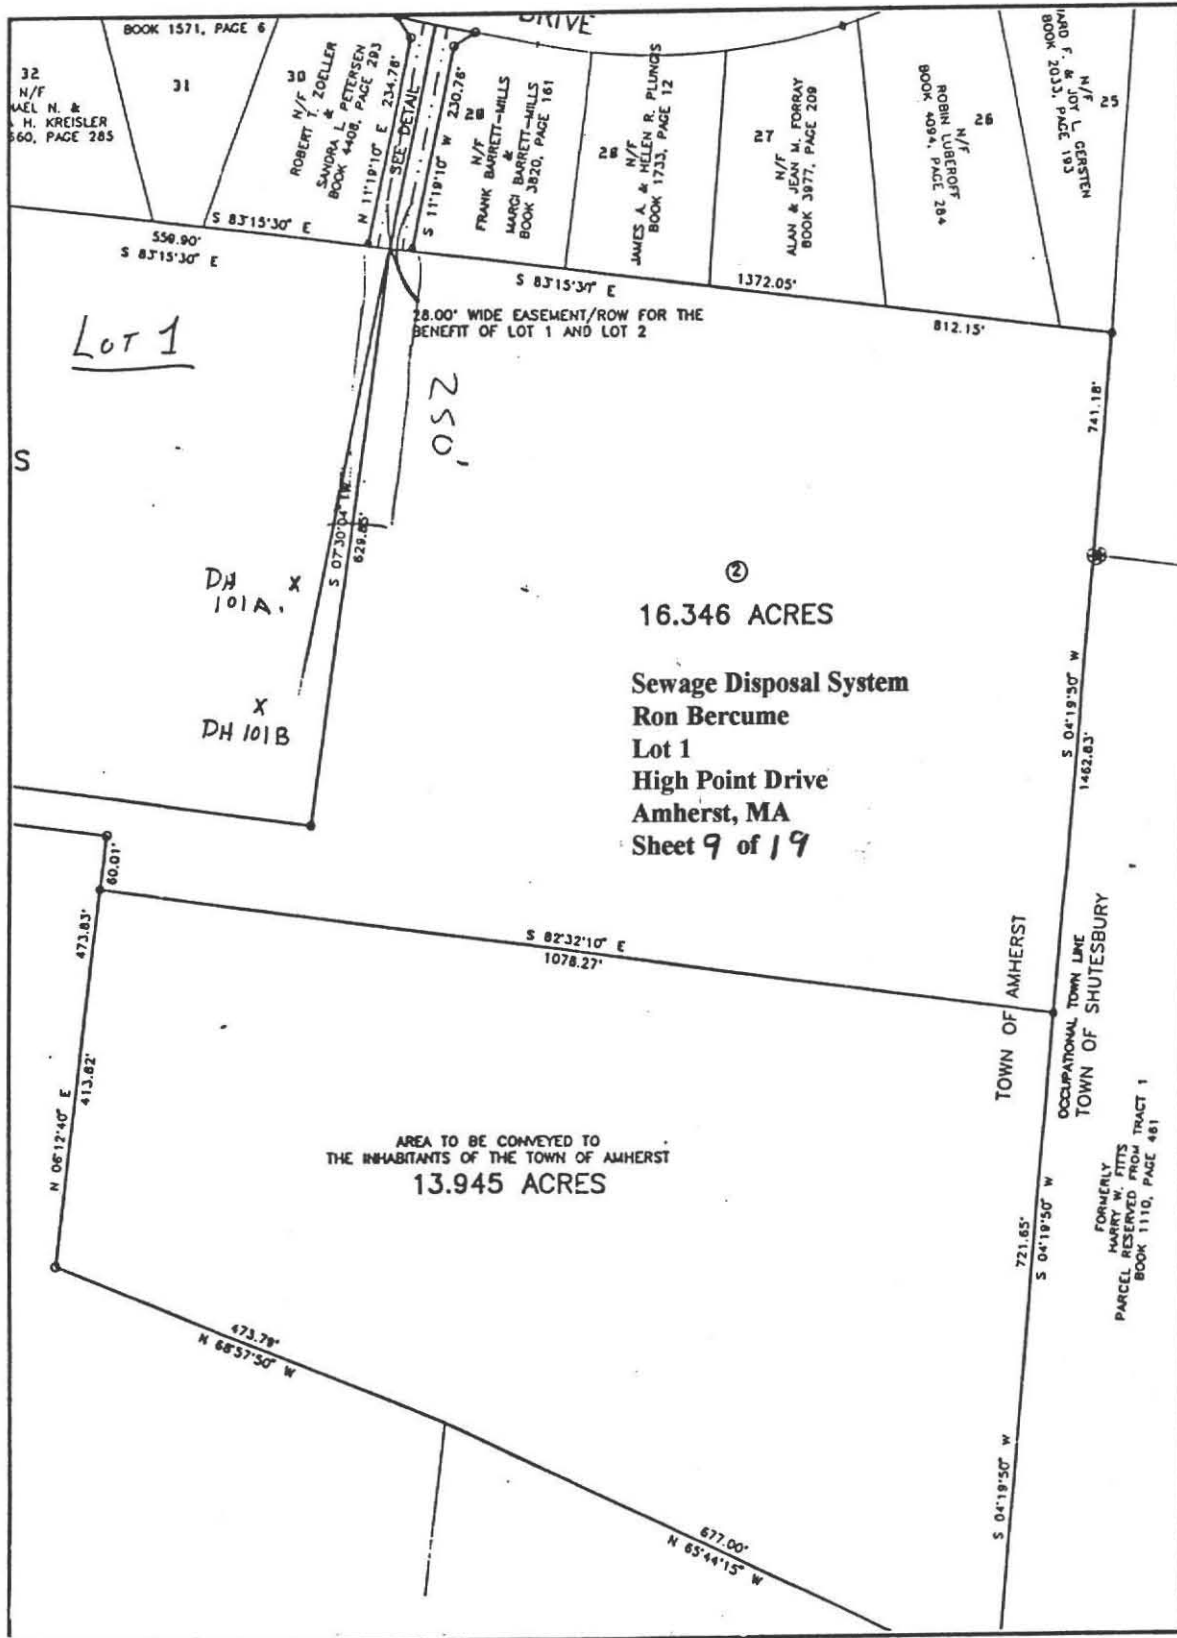 DRIVE
BOOK 1571, PAGE 6
32
N/F
H. KREISLER
PAGE 285
31
30
N/F
ROBERT T. ZOELLER
&
SANDRA L. PETERSEN
BOOK 4408, PAGE 293
N 11°19'10" E 234.76'
SEE DETAIL
S 11°19'10" W 230.76'
N/F
FRANK BARRETT-MILLS
&
MARGI BARRETT-MILLS
BOOK 3820, PAGE 161
28
N/F
JAMES A. & HELEN R. PLUNGIS
BOOK 1733, PAGE 12
27
N/F
ALAN & JEAN M. FORRAY
BOOK 3977, PAGE 209
26
N/F
ROBIN LUBEROFF
BOOK 4094, PAGE 284
25
N/F
F. & JOY L. GERSTEN
BOOK 2033, PAGE 193
S 83°15'30" E
559.90'
S 83°15'30" E
S 83°15'30" E
1372.05'
812.15'
28.00' WIDE EASEMENT/ROW FOR THE
BENEFIT OF LOT 1 AND LOT 2
LOT 1
250'
741.18'
S
S 07°30'04" W
629.85'
DH
101A.
X
X
DH 101B
②
16.346 ACRES
Sewage Disposal System
Ron Bercume
Lot 1
High Point Drive
Amherst, MA
Sheet 9 of 19
S 04°19'50" W
1462.83'
60.01'
473.83'
S 82°32'10" E
1078.27'
TOWN OF AMHERST
OCCUPATIONAL TOWN LINE
TOWN OF SHUTESBURY
N 06°12'40" E
413.82'
AREA TO BE CONVEYED TO
THE INHABITANTS OF THE TOWN OF AMHERST
13.945 ACRES
FORMERLY
HARRY W. FITTS
PARCEL RESERVED FROM TRACT 1
BOOK 1110, PAGE 461
721.65'
S 04°19'50" W
473.79'
N 68°57'50" W
S 04°19'50" W
677.00'
N 65°44'15" W